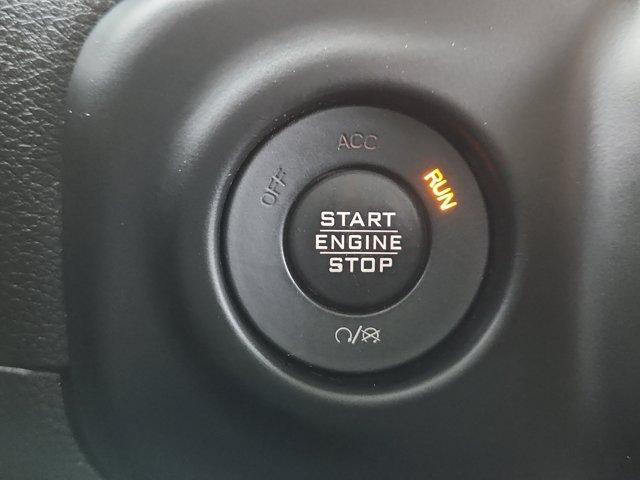 ACC
OFF
RUN
START
ENGINE
STOP